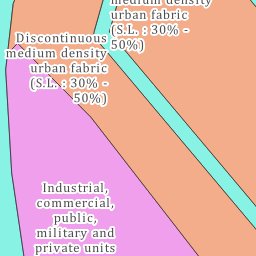 medium density
urban fabric
(S.L. : 30% -
50%)
Discontinuous
medium density
urban fabric
(S.L. : 30% -
50%)
Industrial,
commercial,
public,
military and
private units